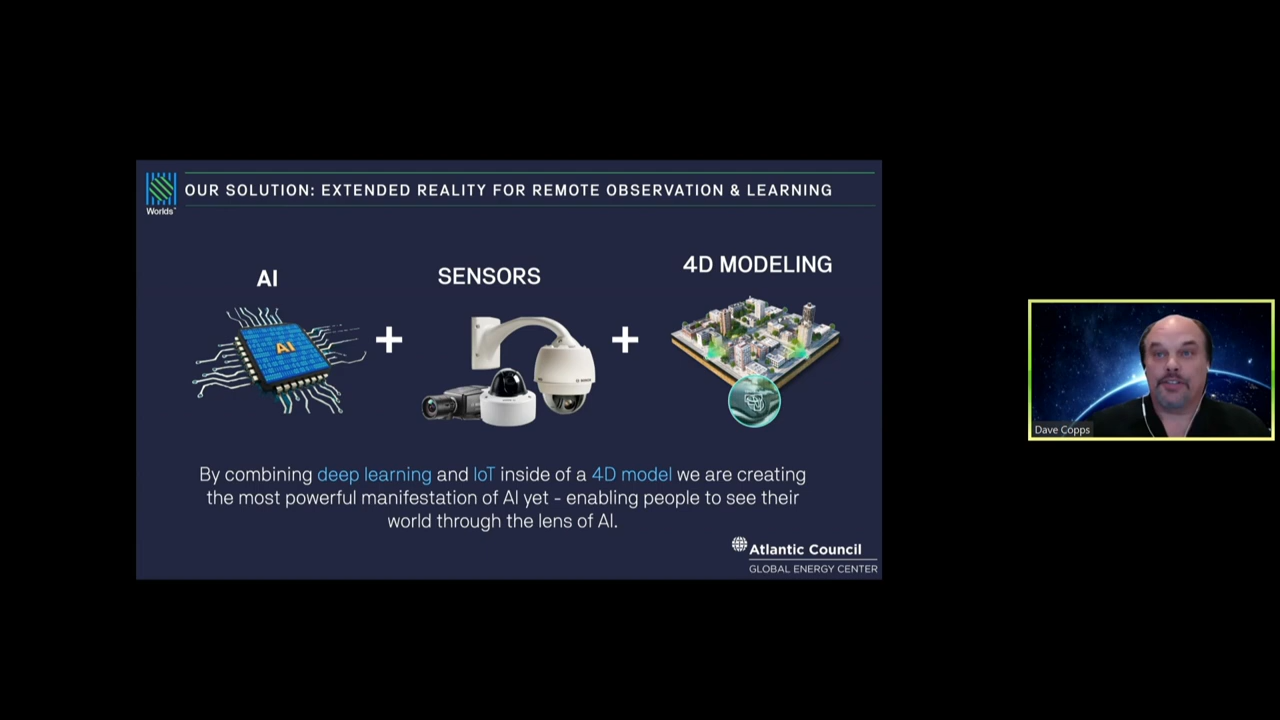 OUR SOLUTION: EXTENDED REALITY FOR REMOTE OBSERVATION & LEARNING
Worlds
AI
SENSORS
4D MODELING
AI
+
+
By combining deep learning and IoT inside of a 4D model we are creating
the most powerful manifestation of AI yet - enabling people to see their
world through the lens of AI.
Atlantic Council
GLOBAL ENERGY CENTER
Dave Copps